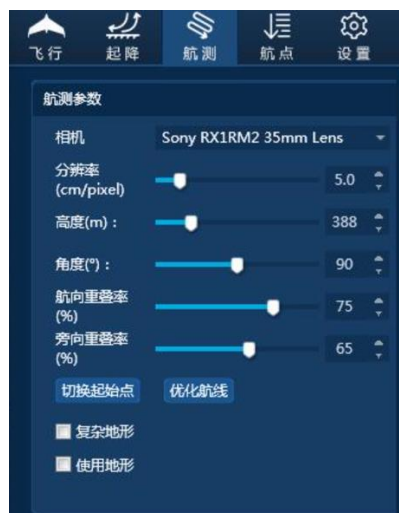 飞行 起降 航测 航点 设置
航测参数
相机 Sony RX1RM2 35mm Lens
分辨率
(cm/pixel) 5.0
高度(m)： 388
角度(°)： 90
航向重叠率
(%) 75
旁向重叠率
(%) 65
切换起始点 优化航线
复杂地形
使用地形